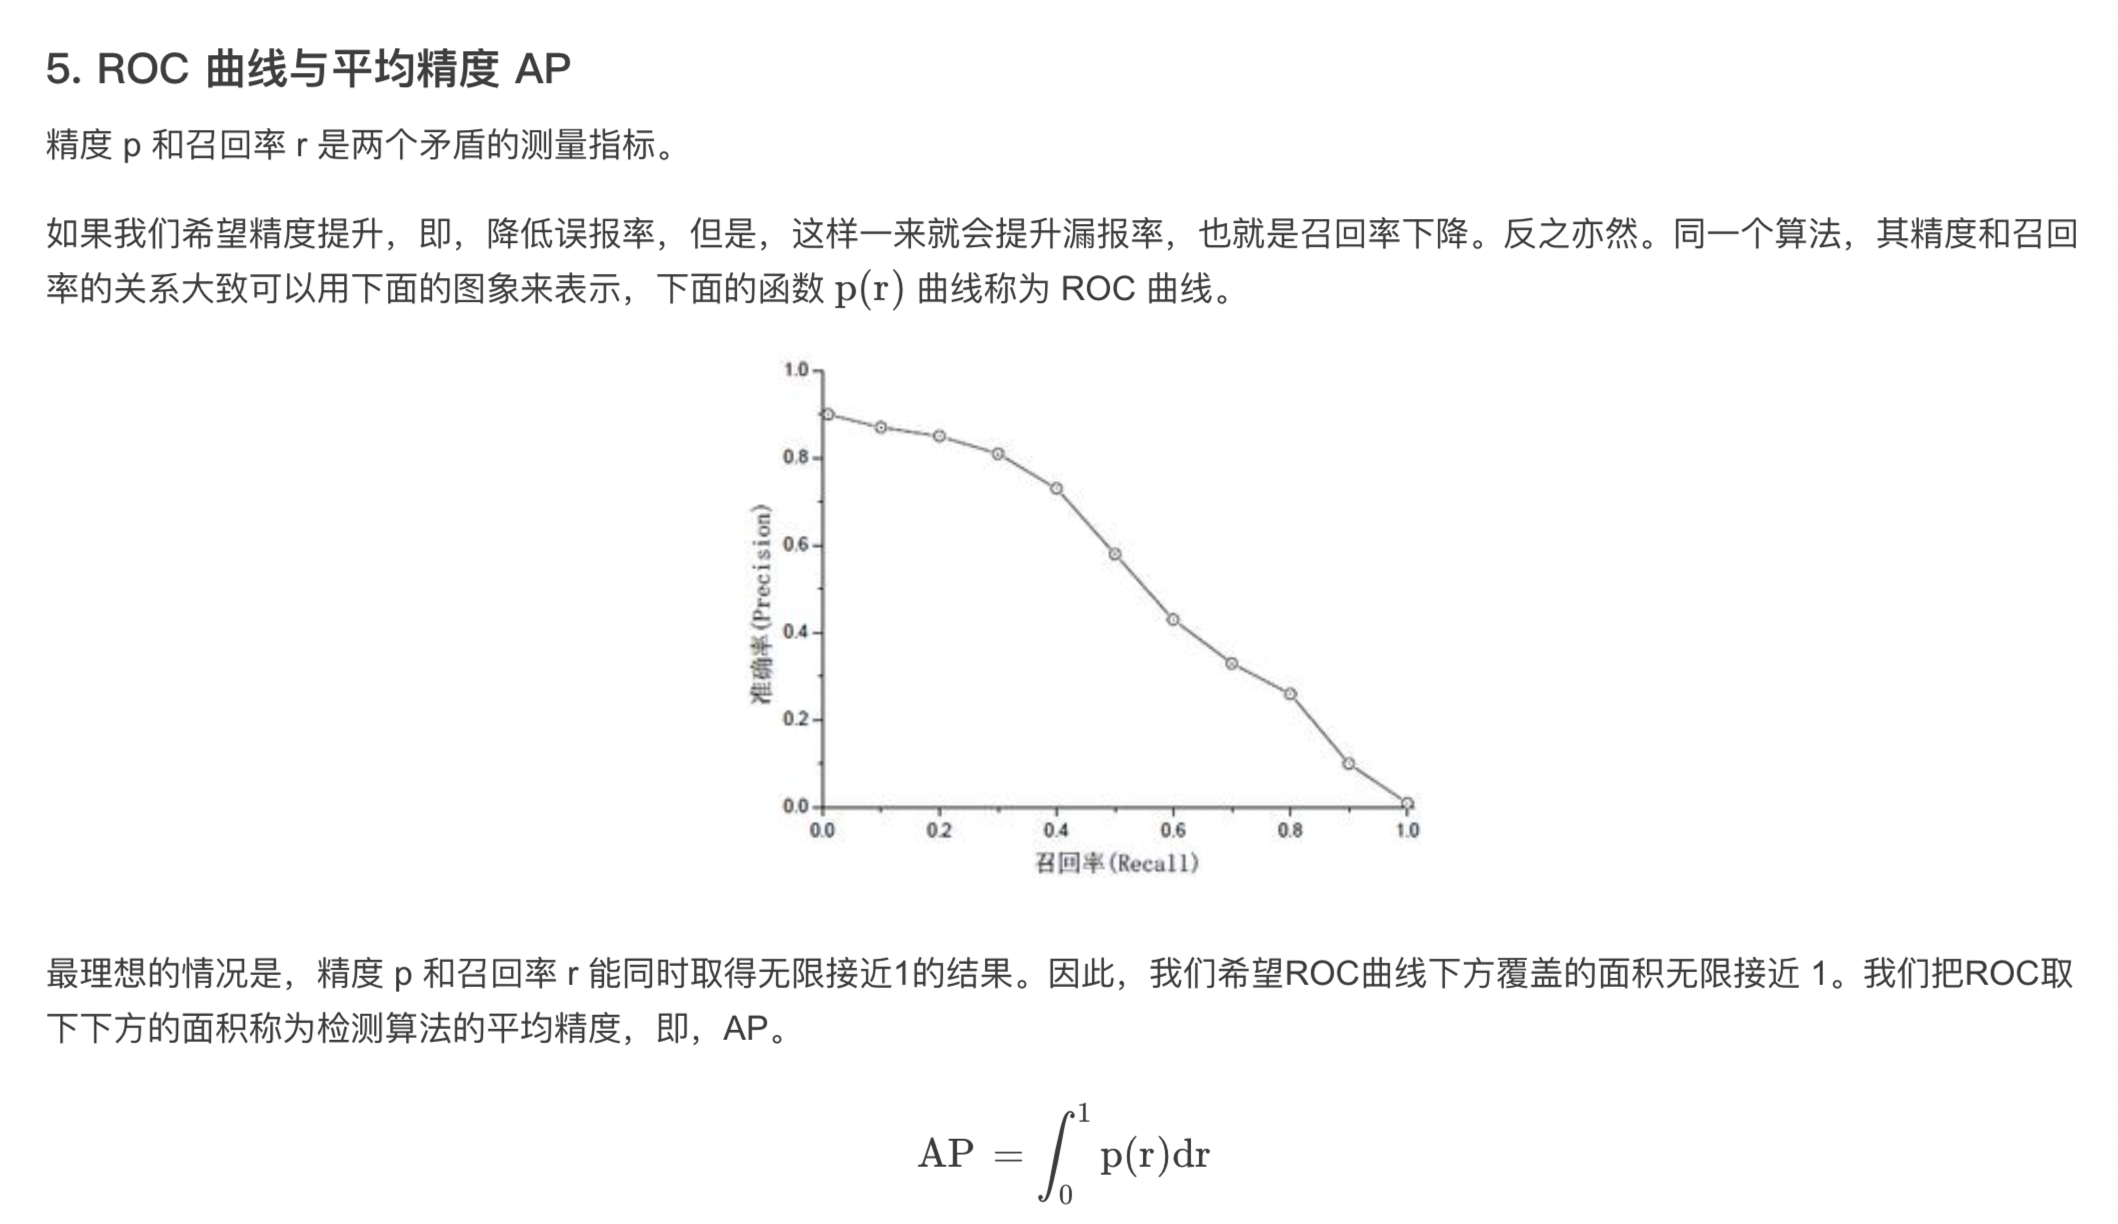 5. ROC 曲线与平均精度 AP
精度 p 和召回率 r 是两个矛盾的测量指标。
如果我们希望精度提升，即，降低误报率，但是，这样一来就会提升漏报率，也就是召回率下降。反之亦然。同一个算法，其精度和召回
率的关系大致可以用下面的图象来表示，下面的函数 p(r) 曲线称为 ROC 曲线。
1.0
0.8
0.6
0.4
0.2
0.0
准确率(Precision)
0.0 0.2 0.4 0.6 0.8 1.0
召回率(Recall)
最理想的情况是，精度 p 和召回率 r 能同时取得无限接近1的结果。因此，我们希望ROC曲线下方覆盖的面积无限接近 1。我们把ROC取
下下方的面积称为检测算法的平均精度，即，AP。
AP = ∫₀¹ p(r)dr